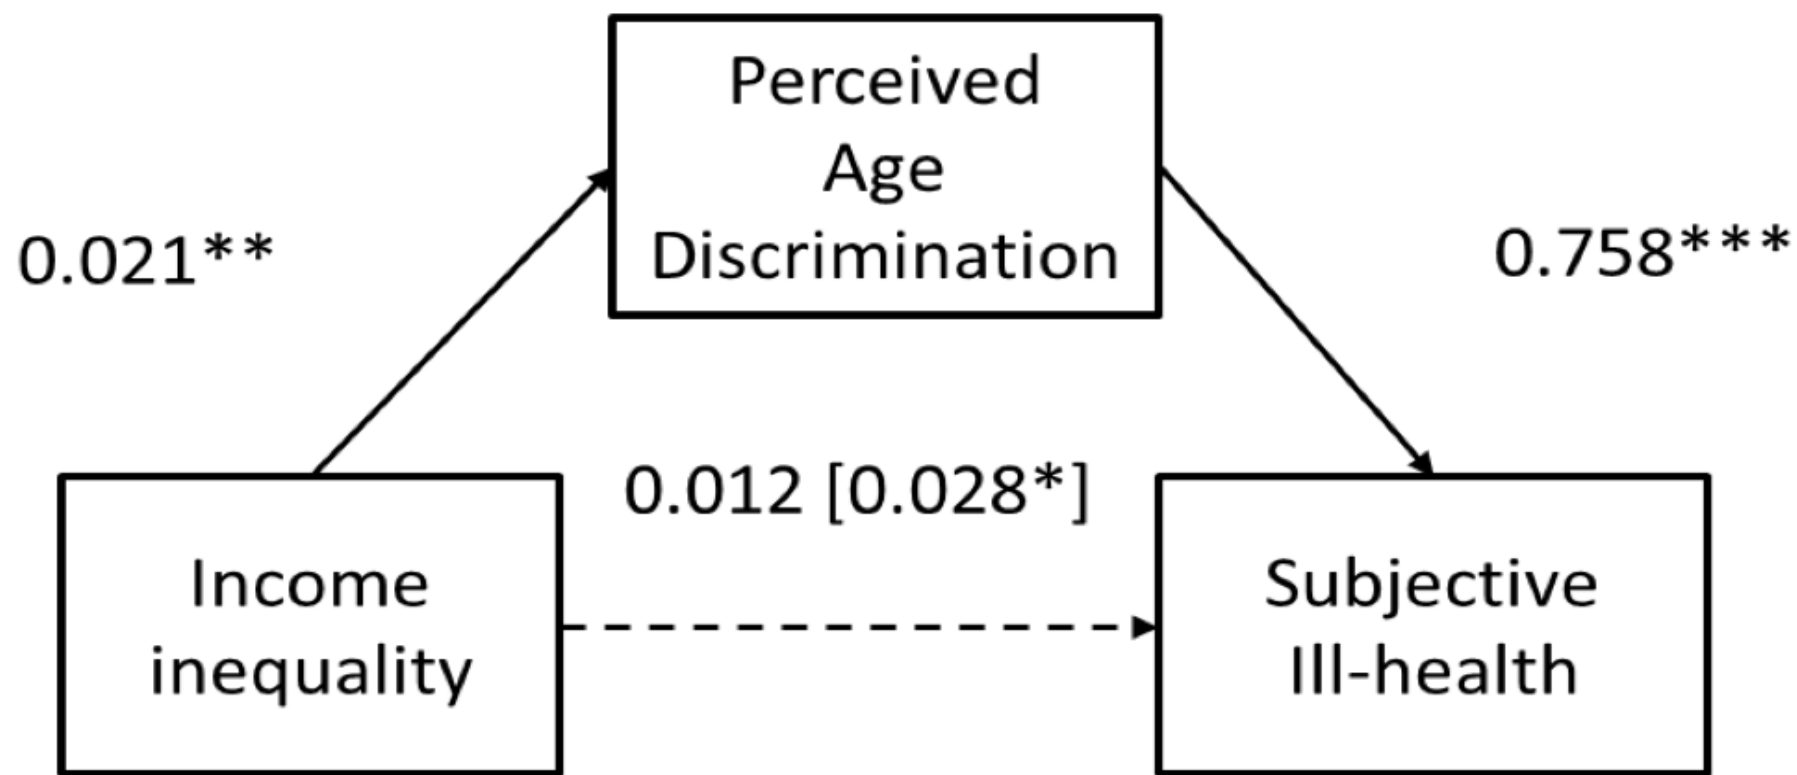 Perceived
Age
Discrimination
0.021**
0.758***
0.012 [0.028*]
Income
inequality
Subjective
Ill-health